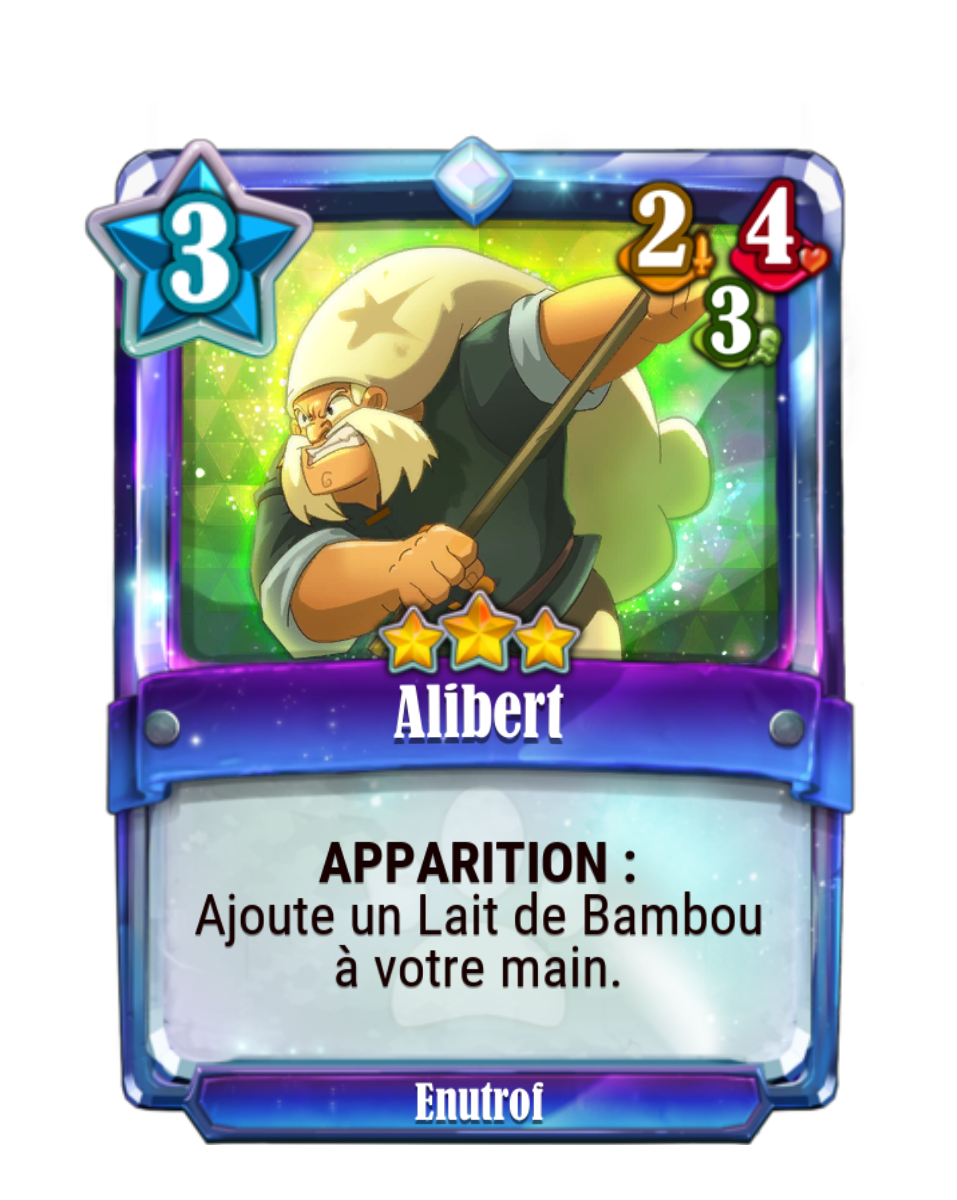 3
2
4
3
Alibert
APPARITION :
Ajoute un Lait de Bambou
à votre main.
Enutrof